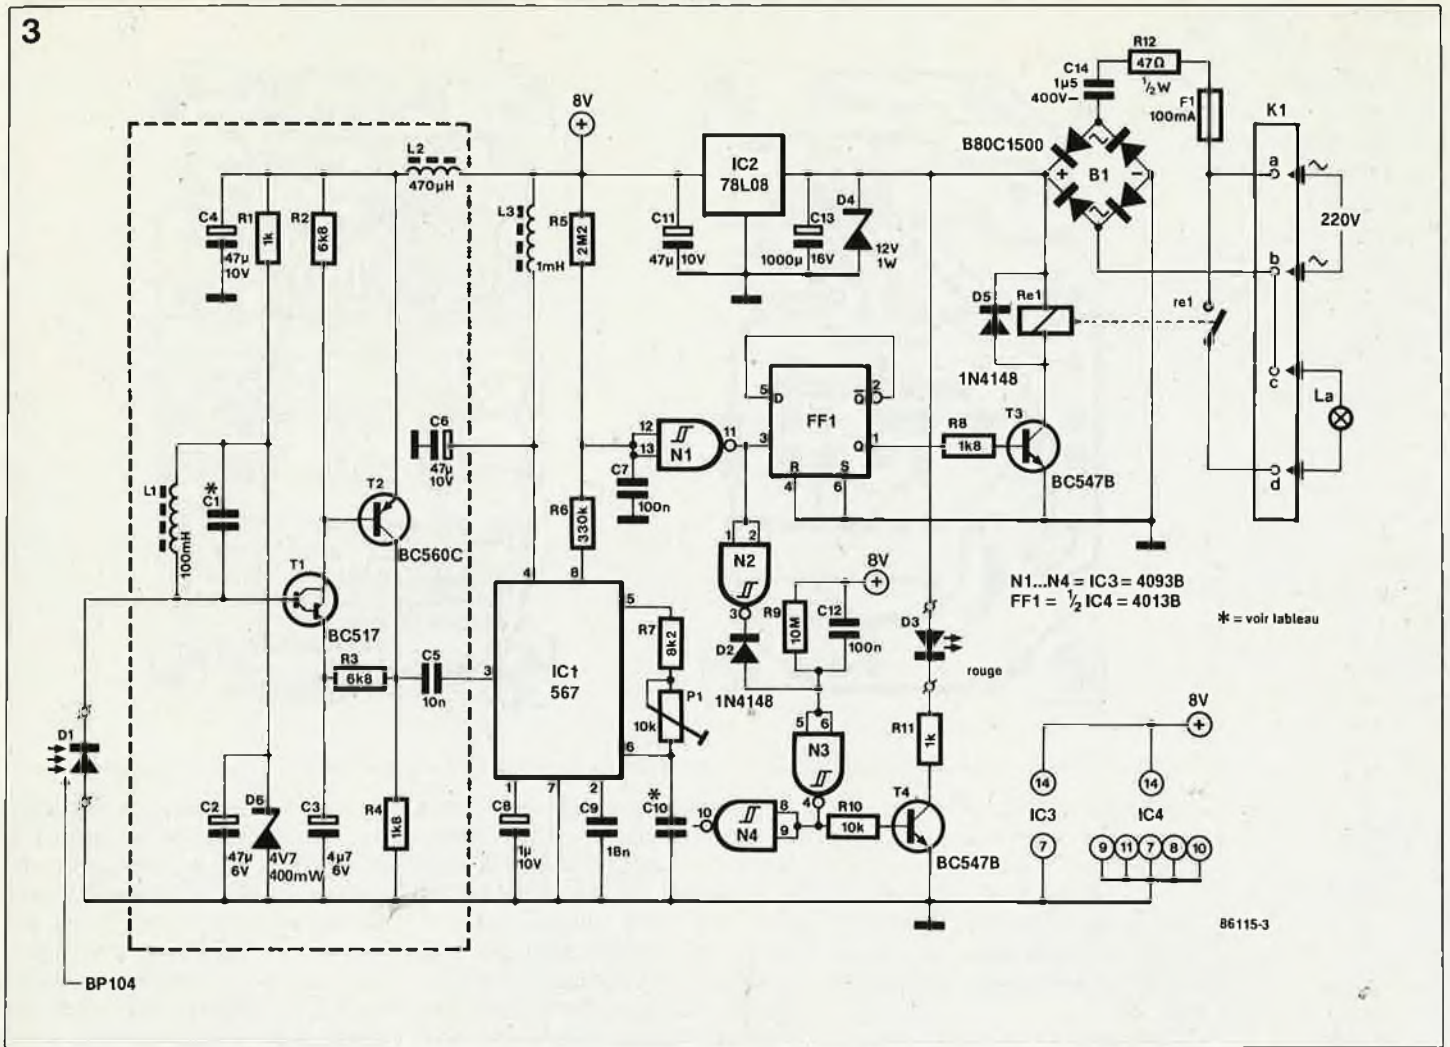 3
8V
R12
47Ω
½W
C14
1µ5
400V–
F1
100mA
K1
B80C1500
B1
+
–
~
~
a
~
220V
b
~
c
d
La
re1
L2
470µH
L3
1mH
R5
2M2
IC2
78L08
C11
47µ
10V
C13
1000µ
16V
D4
12V
1W
C4
47µ
10V
R1
1k
R2
6k8
D5
Re1
1N4148
C6
47µ
10V
12
13
N1
11
C7
100n
5
D
2
Q
FF1
3
Q
1
R
S
4
6
R8
1k8
T3
BC547B
L1
100mH
C1
*
T2
BC560C
T1
BC517
R3
6k8
C5
10n
R6
330k
4
8
3
IC1
567
5
6
1
7
2
R7
8k2
P1
10k
1
2
N2
3
D2
1N4148
R9
10M
C12
100n
8V
+
5
6
N3
4
D3
rouge
R11
1k
N1...N4 = IC3 = 4093B
FF1 = ½ IC4 = 4013B
* = voir tableau
D1
C2
47µ
6V
D6
4V7
400mW
C3
4µ7
6V
R4
1k8
C8
1µ
10V
C9
18n
*
C10
10
N4
8
9
R10
10k
T4
BC547B
8V
+
14
14
IC3
IC4
7
9
11
7
8
10
86115-3
BP104